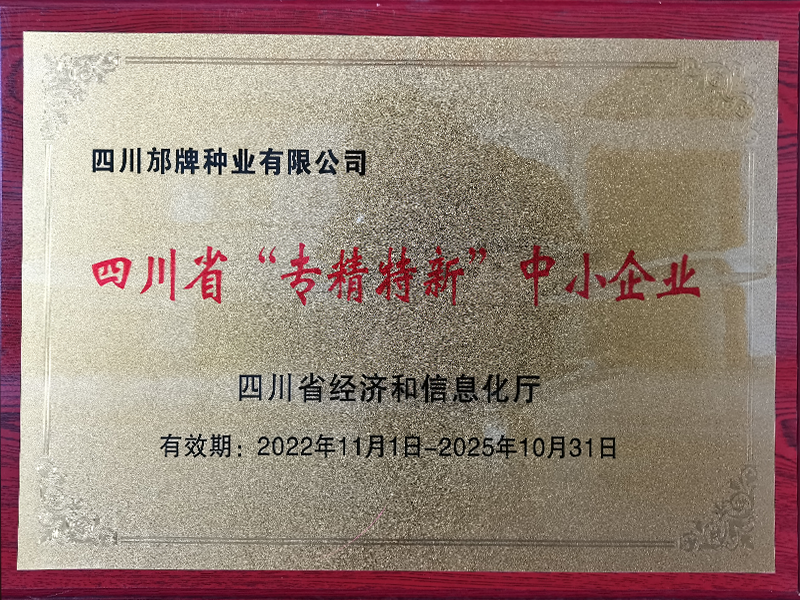 四川邡牌种业有限公司
四川省“专精特新”中小企业
四川省经济和信息化厅
有效期：2022年11月1日-2025年10月31日